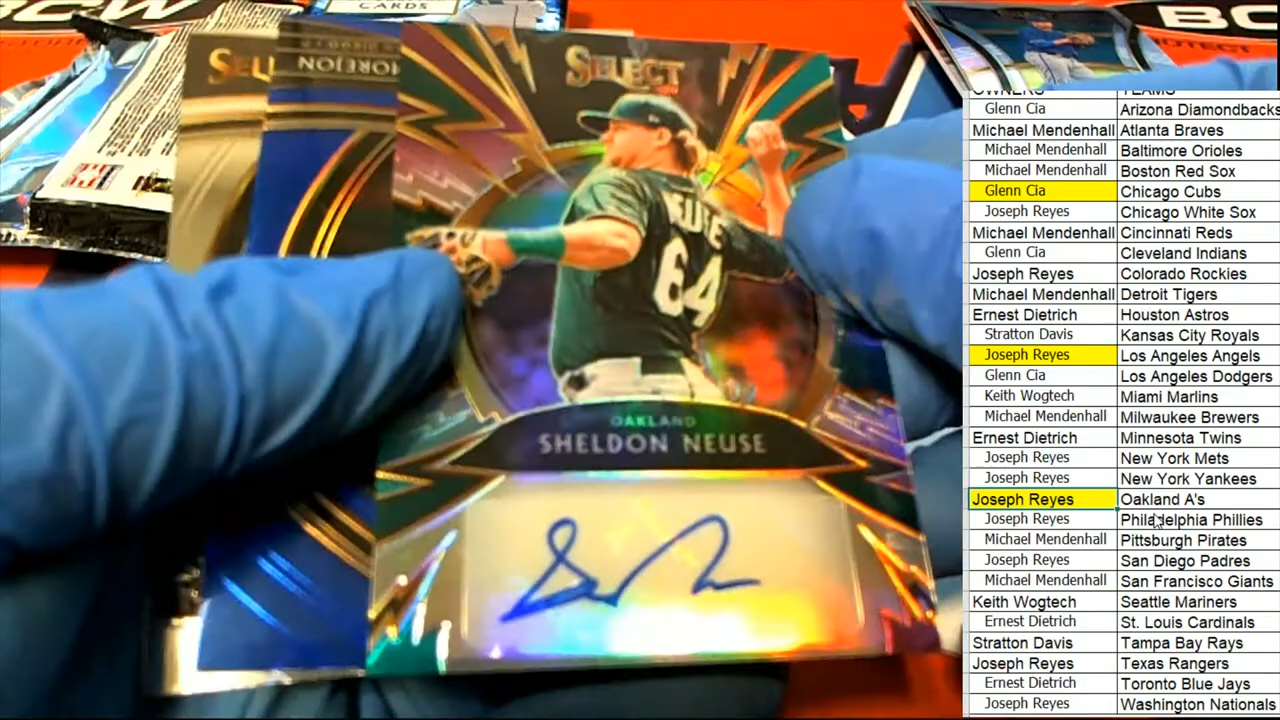 CARDS
BCW
PROTECT
SELECT
MOREJON
SEL
NEUSE
64
OAKLAND
SHELDON NEUSE
OWNERS TEAMS
Glenn Cia Arizona Diamondbacks
Michael Mendenhall Atlanta Braves
Michael Mendenhall Baltimore Orioles
Michael Mendenhall Boston Red Sox
Glenn Cia Chicago Cubs
Joseph Reyes Chicago White Sox
Michael Mendenhall Cincinnati Reds
Glenn Cia Cleveland Indians
Joseph Reyes Colorado Rockies
Michael Mendenhall Detroit Tigers
Ernest Dietrich Houston Astros
Stratton Davis Kansas City Royals
Joseph Reyes Los Angeles Angels
Glenn Cia Los Angeles Dodgers
Keith Wogtech Miami Marlins
Michael Mendenhall Milwaukee Brewers
Ernest Dietrich Minnesota Twins
Joseph Reyes New York Mets
Joseph Reyes New York Yankees
Joseph Reyes Oakland A's
Joseph Reyes Philadelphia Phillies
Michael Mendenhall Pittsburgh Pirates
Joseph Reyes San Diego Padres
Michael Mendenhall San Francisco Giants
Keith Wogtech Seattle Mariners
Ernest Dietrich St. Louis Cardinals
Stratton Davis Tampa Bay Rays
Joseph Reyes Texas Rangers
Ernest Dietrich Toronto Blue Jays
Joseph Reyes Washington Nationals